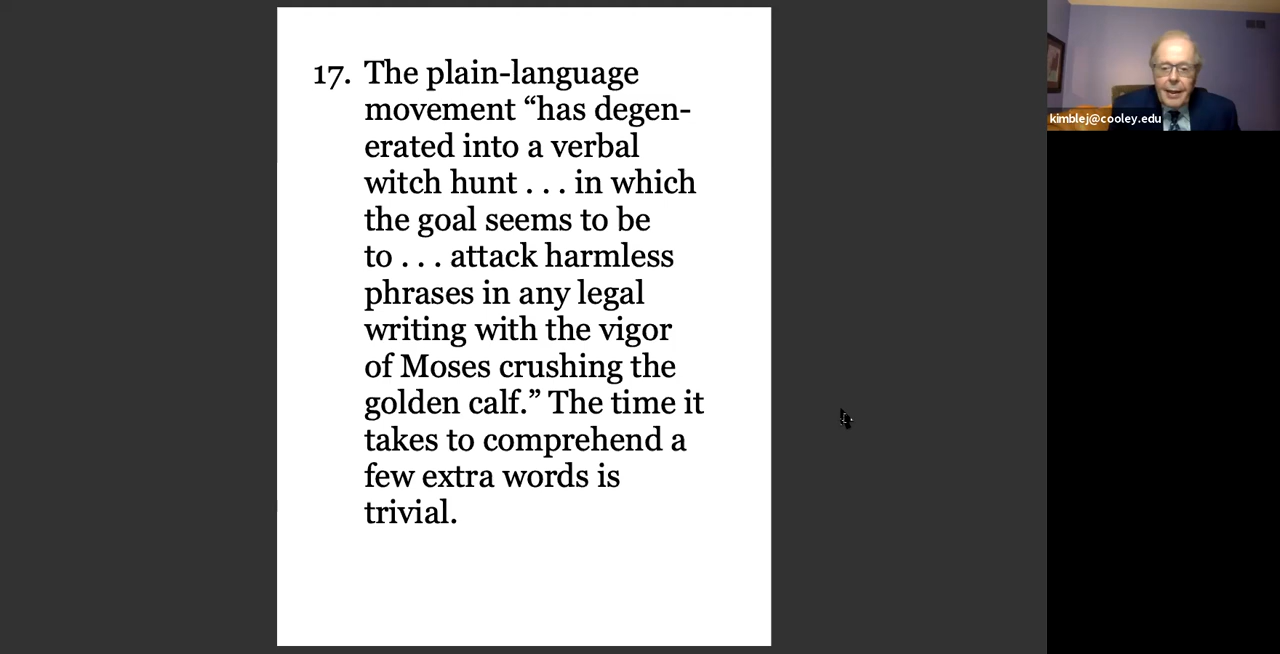 17. The plain-language
movement “has degen-
erated into a verbal
witch hunt . . . in which
the goal seems to be
to . . . attack harmless
phrases in any legal
writing with the vigor
of Moses crushing the
golden calf.” The time it
takes to comprehend a
few extra words is
trivial.
kimblej@cooley.edu